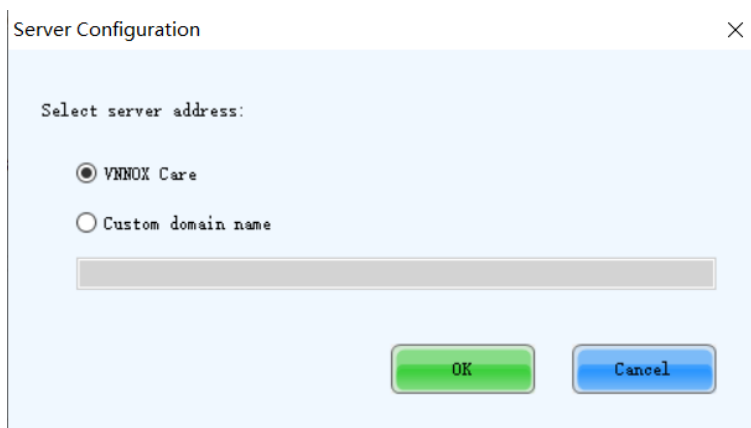 Server Configuration
Select server address:
VNNOX Care
Custom domain name
OK
Cancel